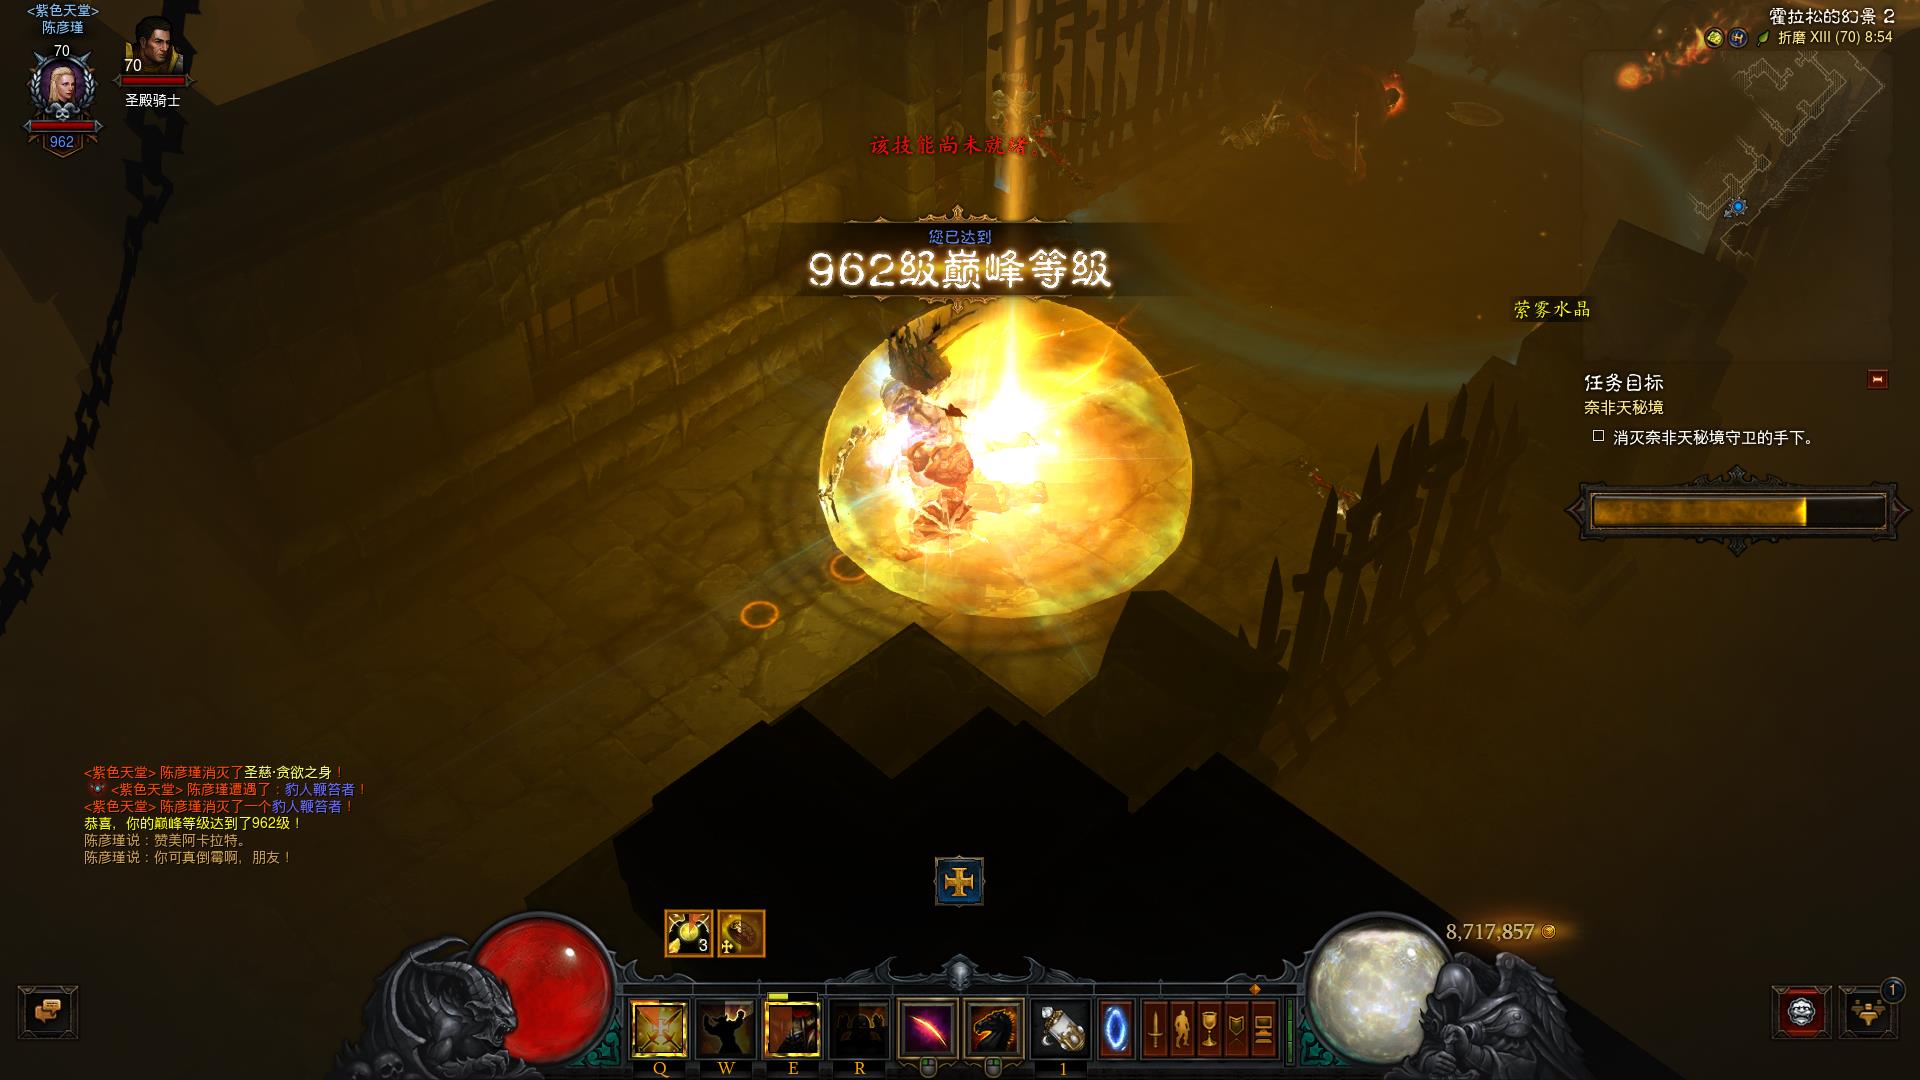 <紫色天堂>
陈彦瑾
70
962
70
圣殿骑士
霍拉松的幻景 2
折磨 XIII (70) 8:54
该技能尚未就绪。
您已达到
962级巅峰等级
萦雾水晶
任务目标
奈非天秘境
消灭奈非天秘境守卫的手下。
<紫色天堂> 陈彦瑾消灭了圣慈·贪欲之身！
<紫色天堂> 陈彦瑾遭遇了：豹人鞭笞者！
<紫色天堂> 陈彦瑾消灭了一个豹人鞭笞者！
恭喜，你的巅峰等级达到了962级！
陈彦瑾说：赞美阿卡拉特。
陈彦瑾说：你可真倒霉啊，朋友！
3
8,717,857
1
Q W E R 1